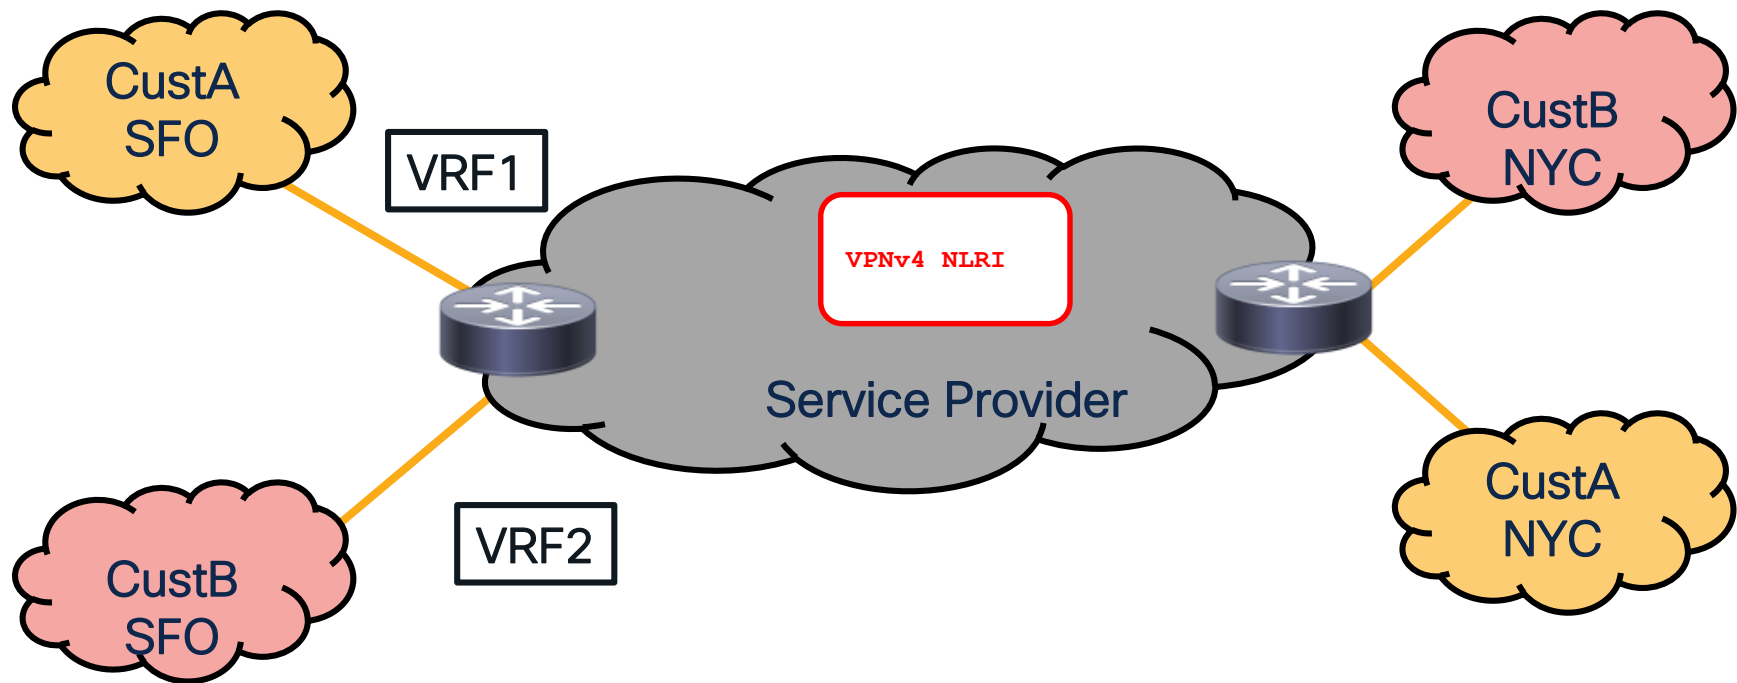 CustA
SFO
VRF1
VPNv4 NLRI
CustB
NYC
Service Provider
VRF2
CustB
SFO
CustA
NYC